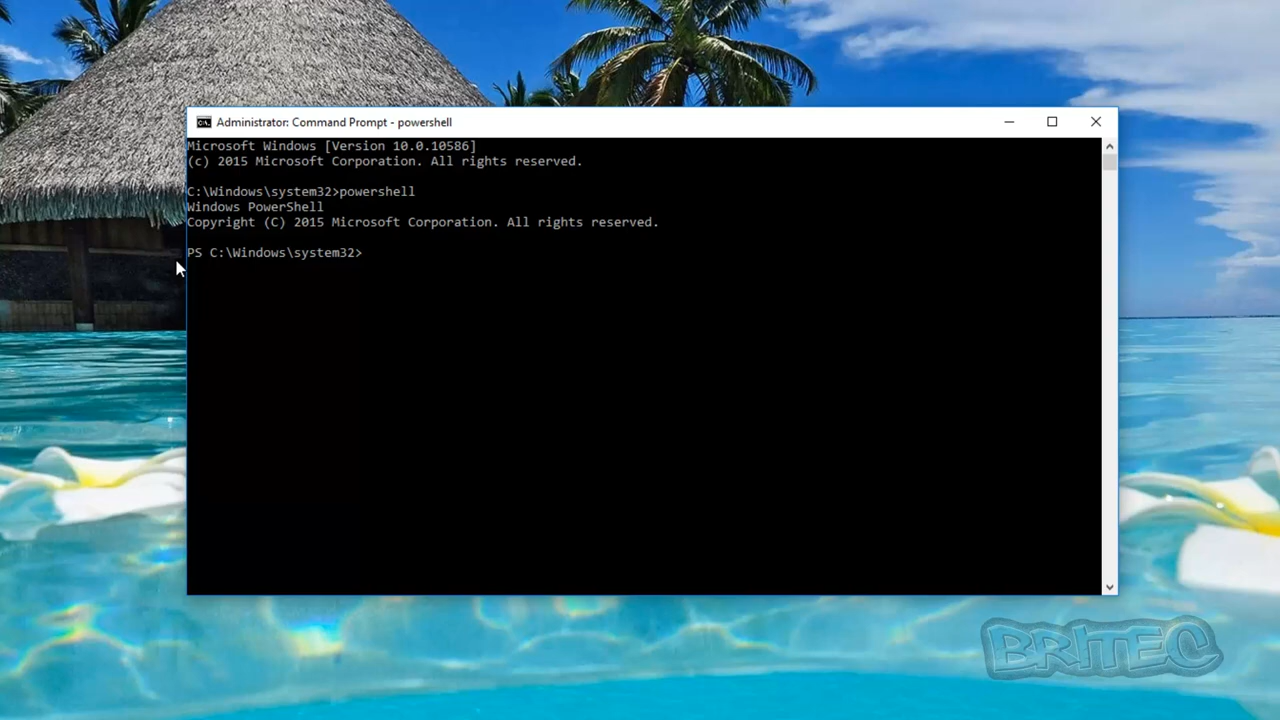 Administrator: Command Prompt - powershell
Microsoft Windows [Version 10.0.10586]
(c) 2015 Microsoft Corporation. All rights reserved.
C:\Windows\system32>powershell
Windows PowerShell
Copyright (C) 2015 Microsoft Corporation. All rights reserved.
PS C:\Windows\system32>
BRITEC